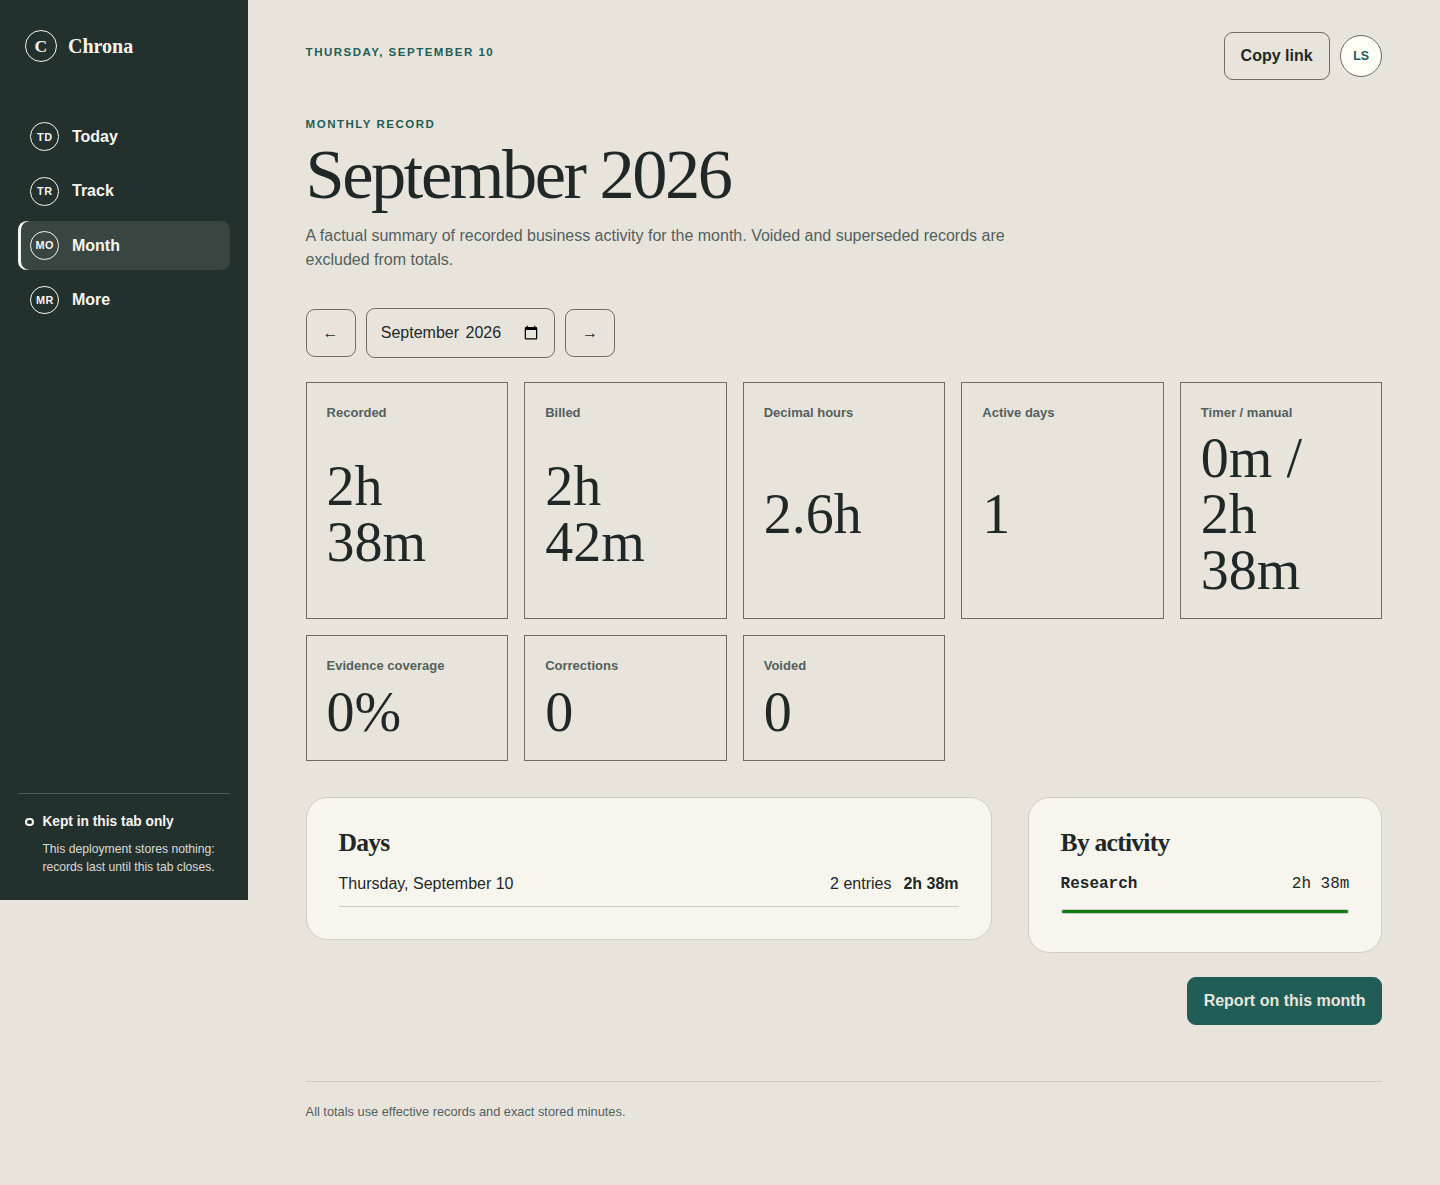 C Chrona
TD Today
TR Track
MO Month
MR More
Kept in this tab only
This deployment stores nothing:
records last until this tab closes.
THURSDAY, SEPTEMBER 10
Copy link
LS
MONTHLY RECORD
September 2026
A factual summary of recorded business activity for the month. Voided and superseded records are
excluded from totals.
←
September 2026
→
Recorded
2h
38m
Billed
2h
42m
Decimal hours
2.6h
Active days
1
Timer / manual
0m /
2h
38m
Evidence coverage
0%
Corrections
0
Voided
0
Days
Thursday, September 10 2 entries 2h 38m
By activity
Research 2h 38m
Report on this month
All totals use effective records and exact stored minutes.